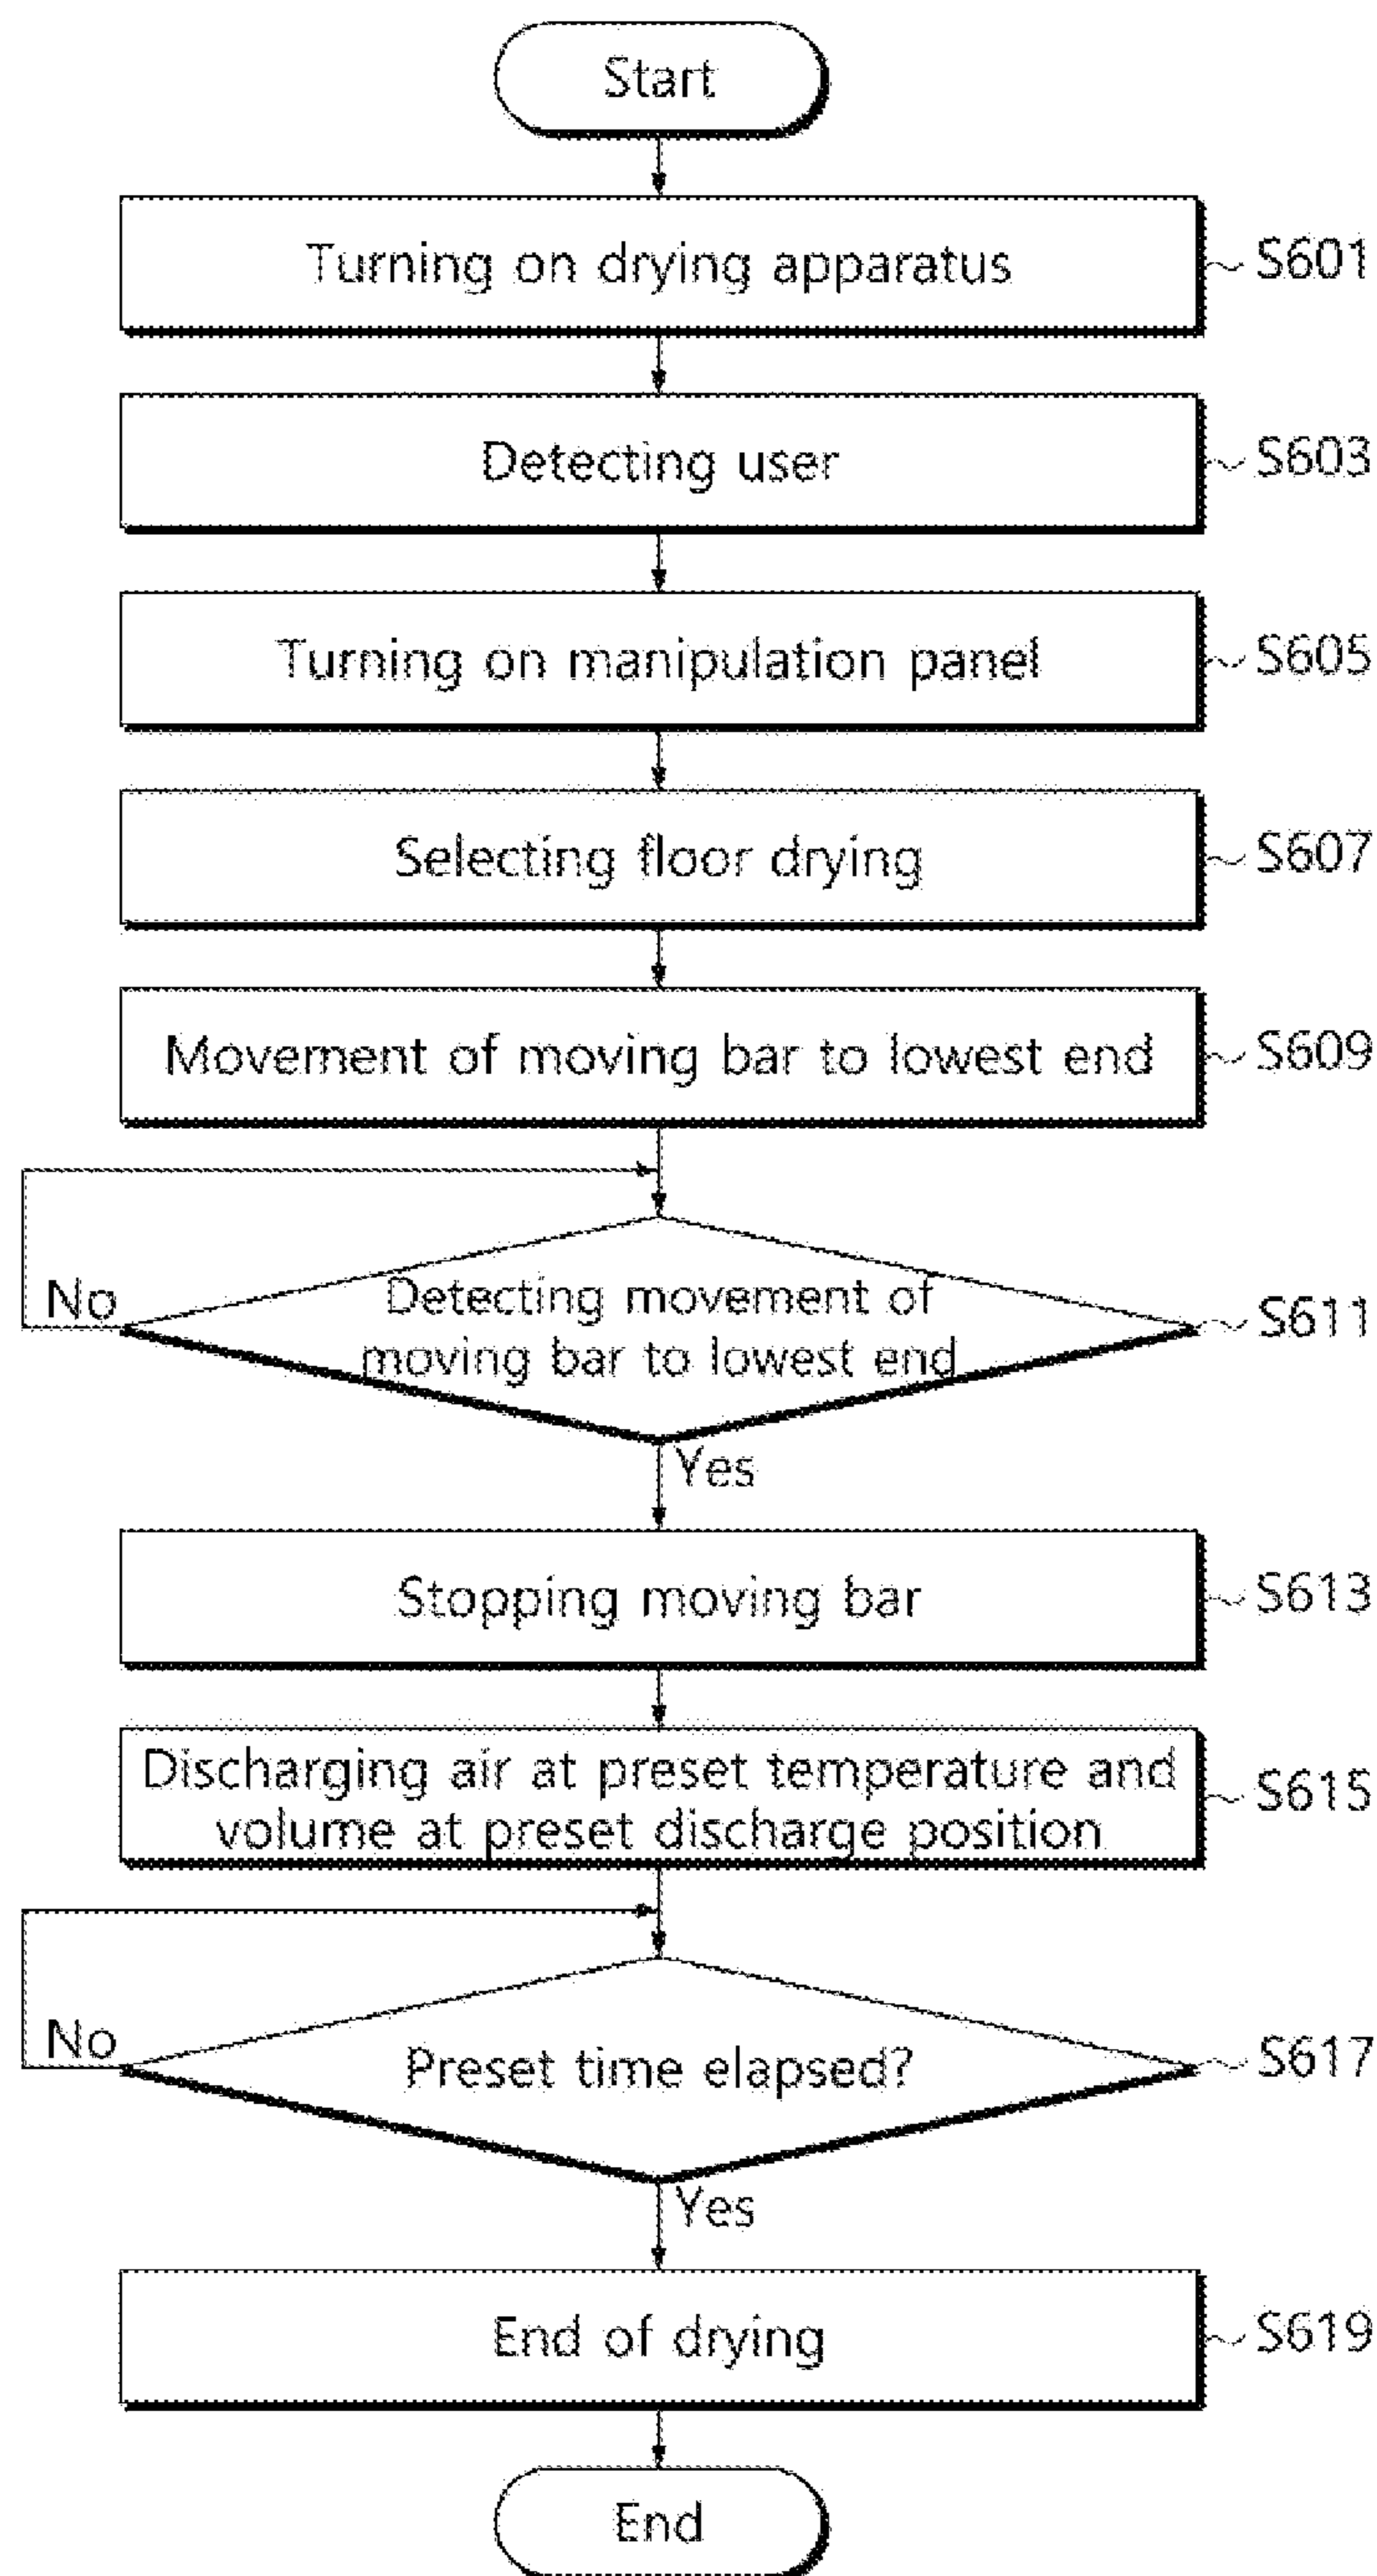 Start
Turning on drying apparatus
S601
Detecting user
S603
Turning on manipulation panel
S605
Selecting floor drying
S607
Movement of moving bar to lowest end
S609
No
Detecting movement of
moving bar to lowest end
S611
Yes
Stopping moving bar
S613
Discharging air at preset temperature and
volume at preset discharge position
S615
No
Preset time elapsed?
S617
Yes
End of drying
S619
End